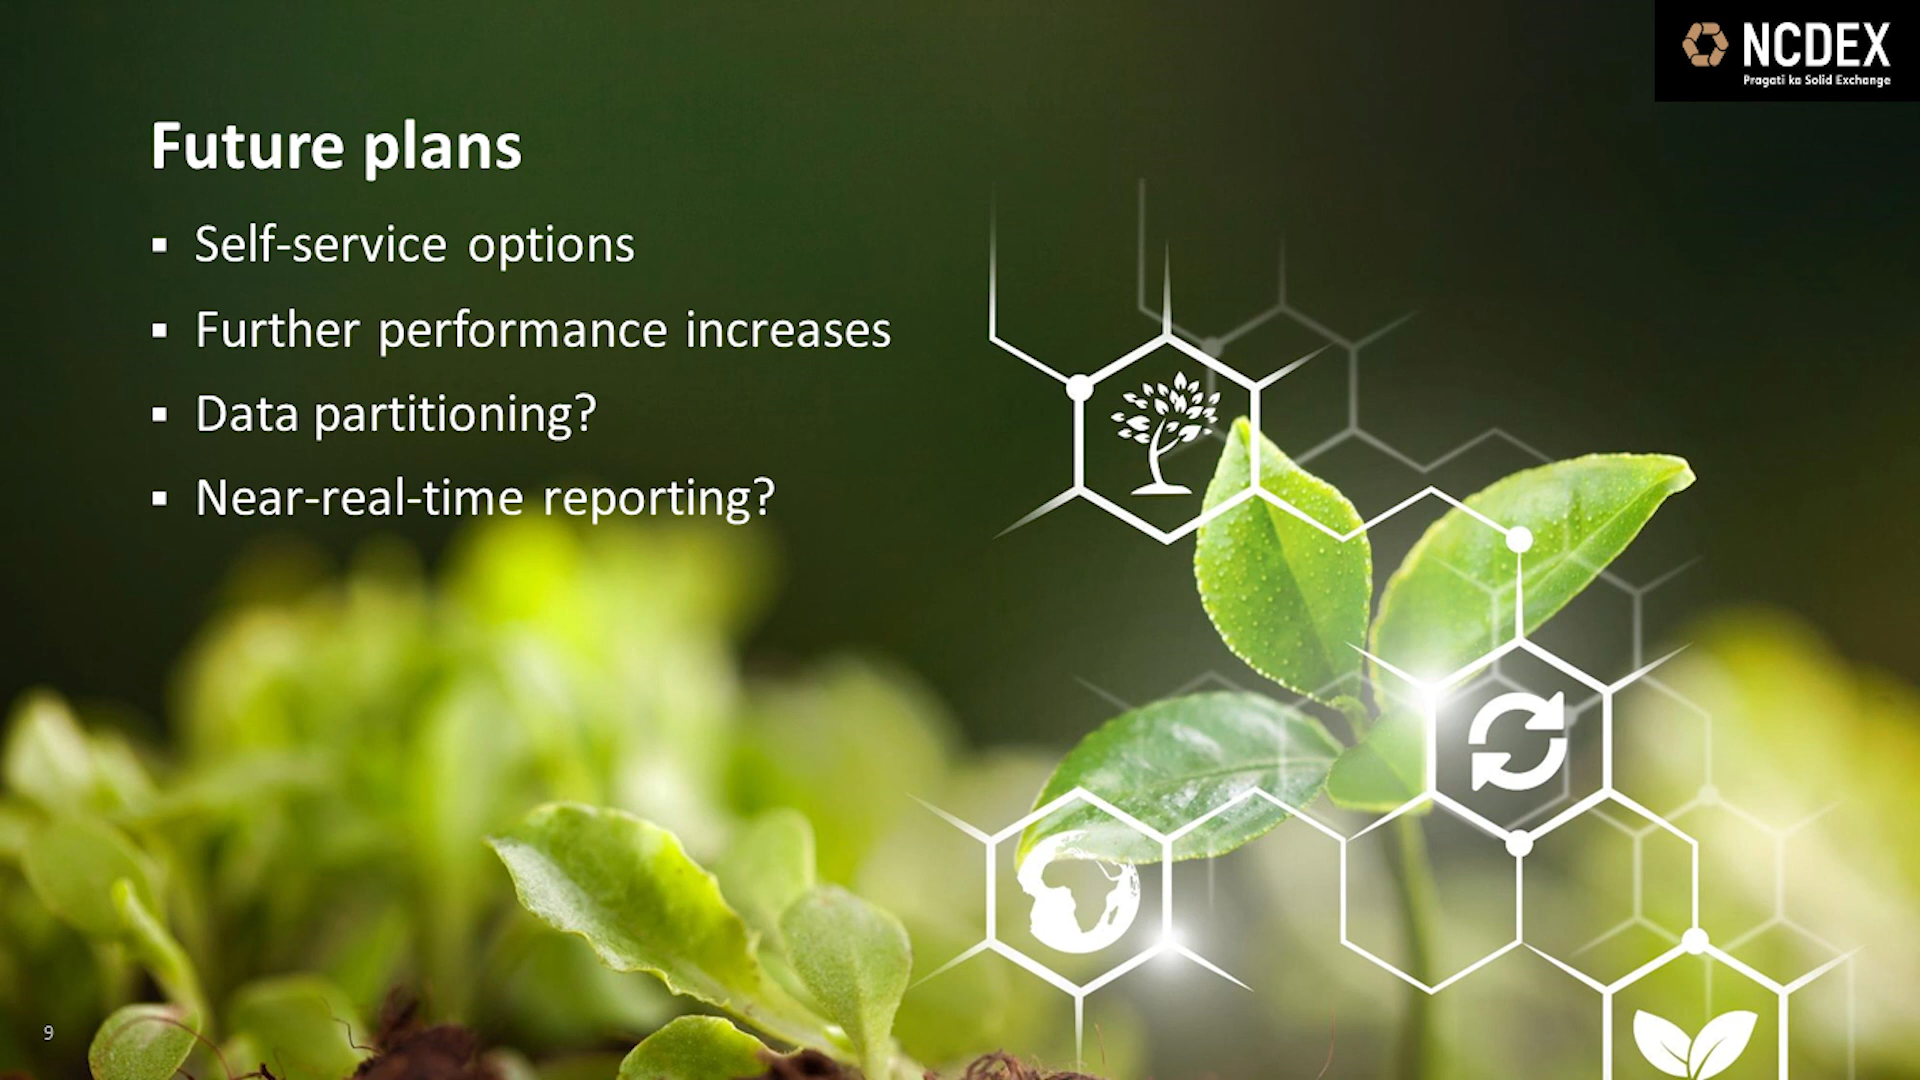 NCDEX
Pragati ka Solid Exchange
Future plans
▪ Self-service options
▪ Further performance increases
▪ Data partitioning?
▪ Near-real-time reporting?
9